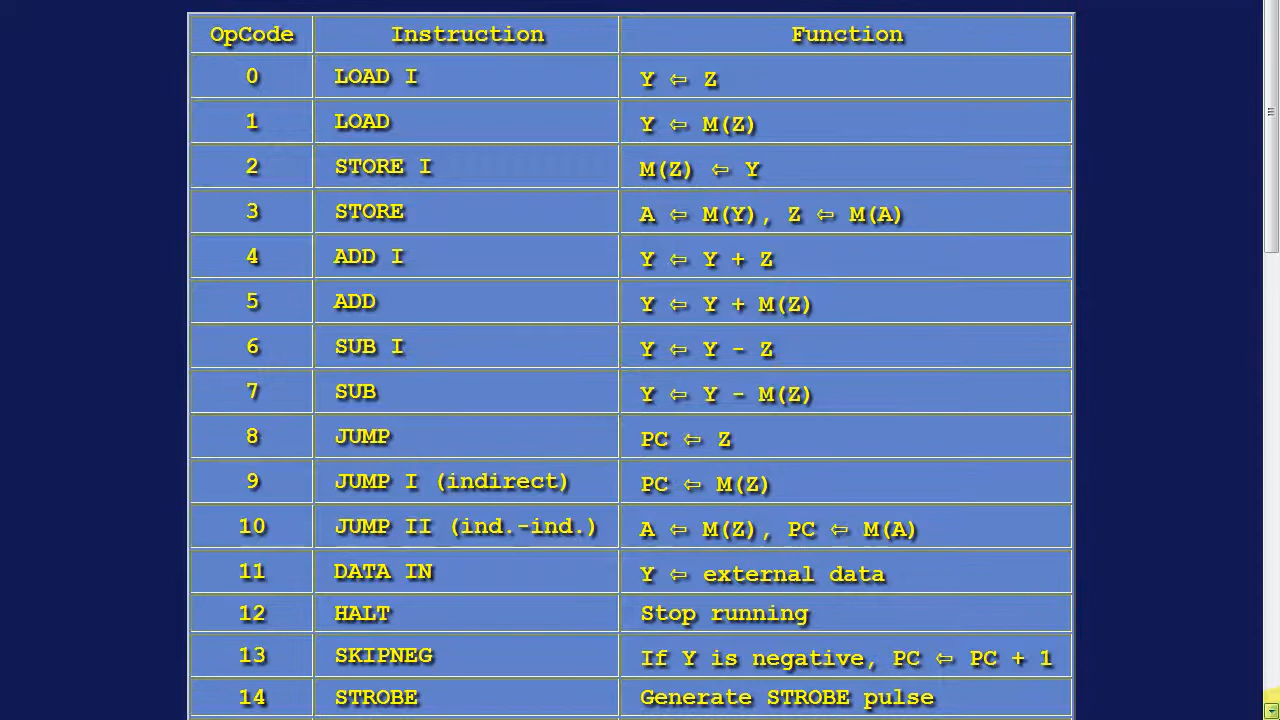 OpCode Instruction Function
0 LOAD I Y ⇦ Z
1 LOAD Y ⇦ M(Z)
2 STORE I M(Z) ⇦ Y
3 STORE A ⇦ M(Y), Z ⇦ M(A)
4 ADD I Y ⇦ Y + Z
5 ADD Y ⇦ Y + M(Z)
6 SUB I Y ⇦ Y - Z
7 SUB Y ⇦ Y - M(Z)
8 JUMP PC ⇦ Z
9 JUMP I (indirect) PC ⇦ M(Z)
10 JUMP II (ind.-ind.) A ⇦ M(Z), PC ⇦ M(A)
11 DATA IN Y ⇦ external data
12 HALT Stop running
13 SKIPNEG If Y is negative, PC ⇦ PC + 1
14 STROBE Generate STROBE pulse